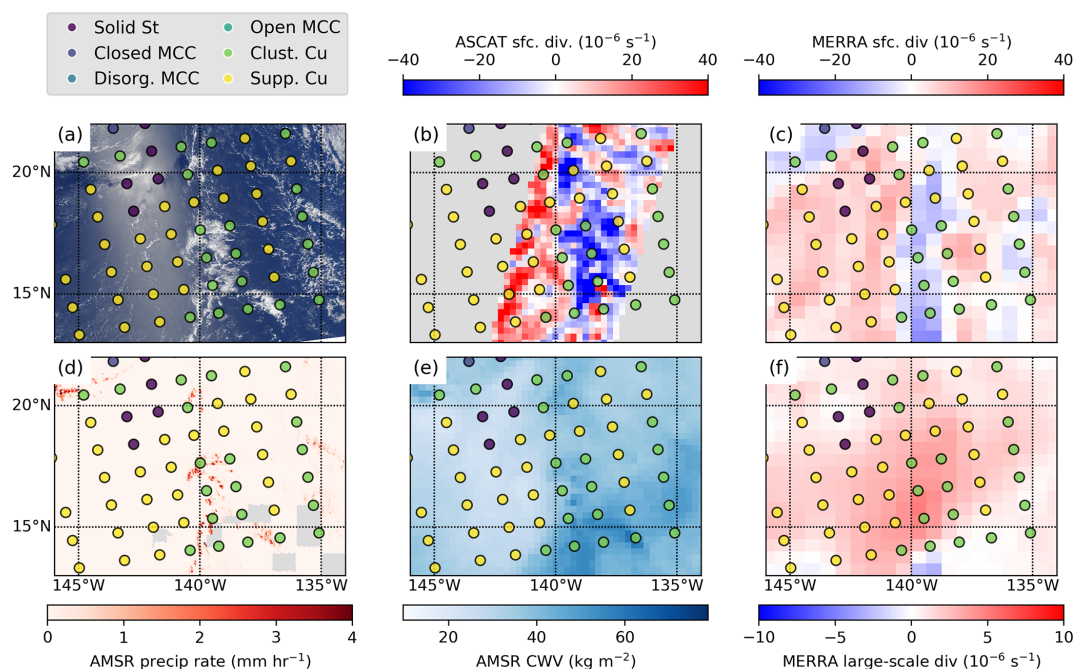 Solid St
Open MCC
Closed MCC
Clust. Cu
Disorg. MCC
Supp. Cu
ASCAT sfc. div. (10⁻⁶ s⁻¹)
−40 −20 0 20 40
MERRA sfc. div (10⁻⁶ s⁻¹)
−40 −20 0 20 40
(a)
(b)
(c)
20°N
15°N
(d)
(e)
(f)
20°N
15°N
145°W 140°W 135°W
145°W 140°W 135°W
145°W 140°W 135°W
0 1 2 3 4
AMSR precip rate (mm hr⁻¹)
20 40 60
AMSR CWV (kg m⁻²)
−10 −5 0 5 10
MERRA large-scale div (10⁻⁶ s⁻¹)